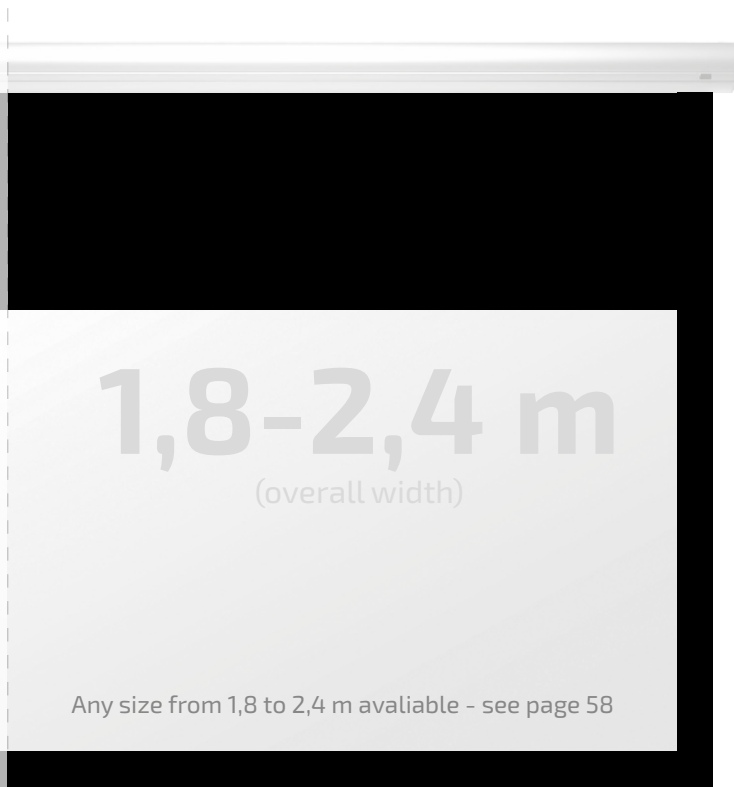 1,8-2,4 m
(overall width)
Any size from 1,8 to 2,4 m avaliable - see page 58